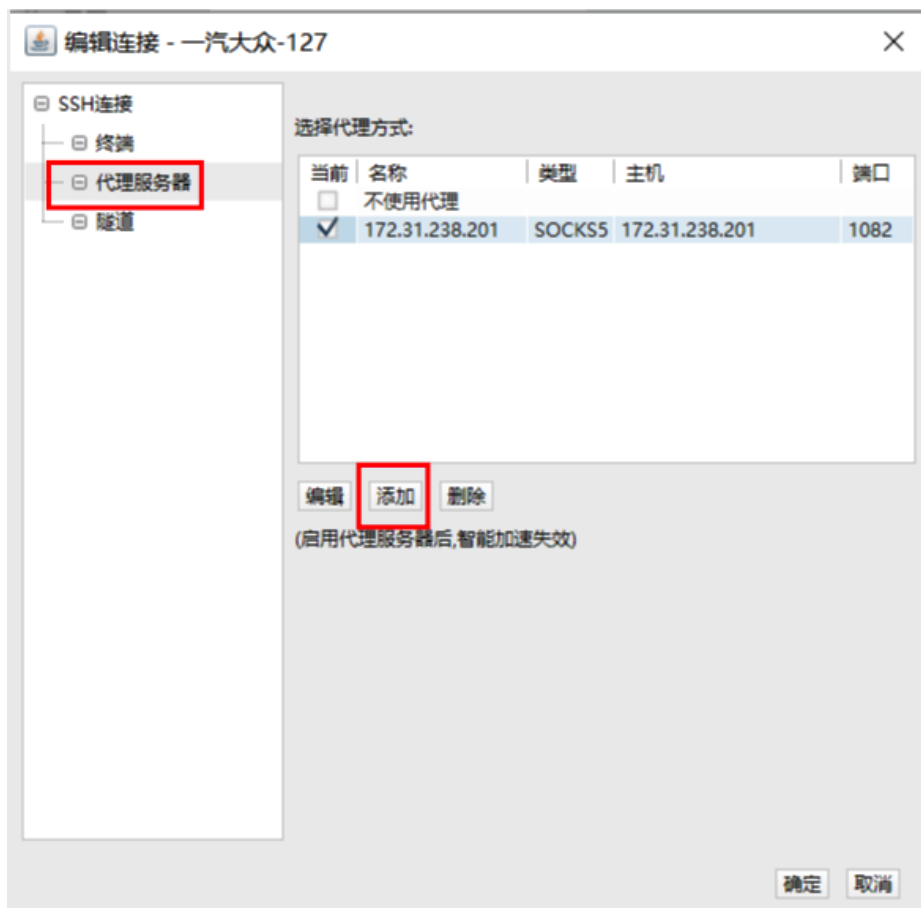 编辑连接 - 一汽大众-127
SSH连接
终端
代理服务器
隧道
选择代理方式:
当前 名称 类型 主机 端口
不使用代理
172.31.238.201 SOCKS5 172.31.238.201 1082
编辑 添加 删除
(启用代理服务器后,智能加速失效)
确定 取消